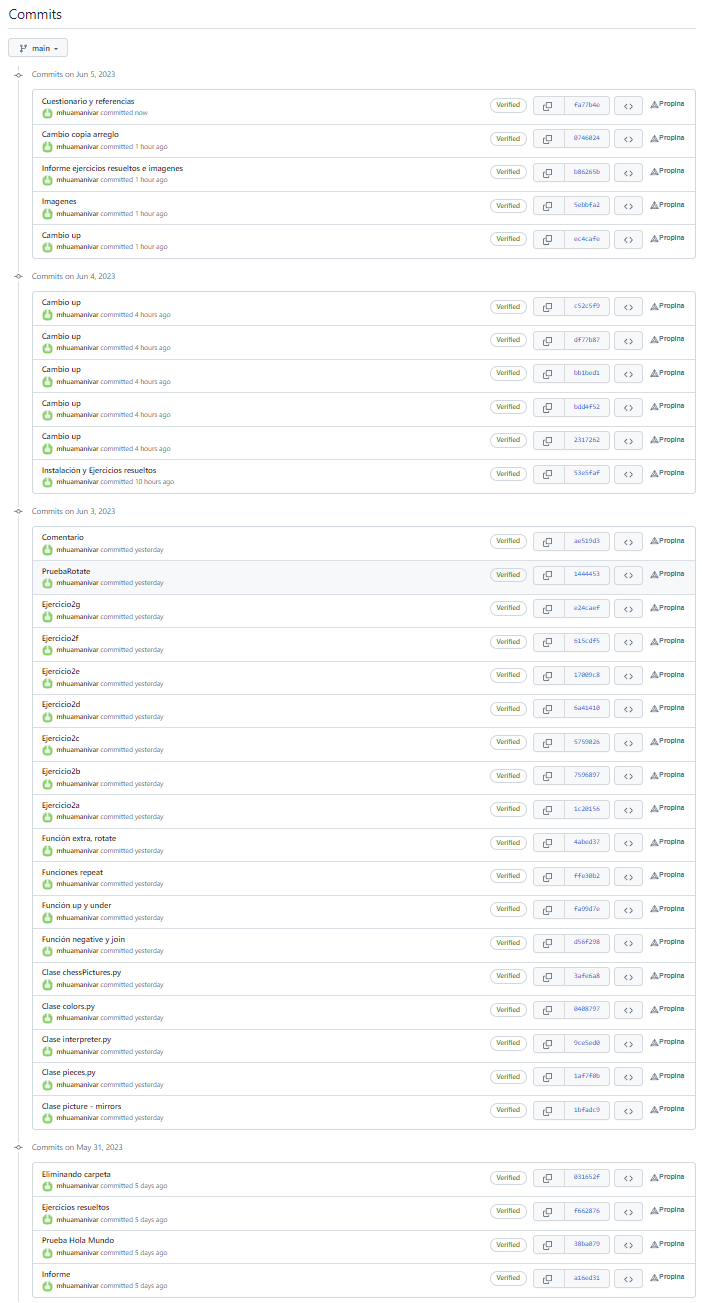 Commits
main
Commits on Jun 5, 2023
Cuestionario y referencias
mhuamanivar committed now
Verified fa77b4e <> Propina
Cambio copia arreglo
mhuamanivar committed 1 hour ago
Verified 0746024 <> Propina
Informe ejercicios resueltos e imagenes
mhuamanivar committed 1 hour ago
Verified b86265b <> Propina
Imagenes
mhuamanivar committed 1 hour ago
Verified 5ebbfa2 <> Propina
Cambio up
mhuamanivar committed 1 hour ago
Verified ec4cafe <> Propina
Commits on Jun 4, 2023
Cambio up
mhuamanivar committed 4 hours ago
Verified c52c5f9 <> Propina
Cambio up
mhuamanivar committed 4 hours ago
Verified df77b87 <> Propina
Cambio up
mhuamanivar committed 4 hours ago
Verified bb1bed1 <> Propina
Cambio up
mhuamanivar committed 4 hours ago
Verified bdd4f52 <> Propina
Cambio up
mhuamanivar committed 4 hours ago
Verified 2317262 <> Propina
Instalación y Ejercicios resueltos
mhuamanivar committed 10 hours ago
Verified 53e5faf <> Propina
Commits on Jun 3, 2023
Comentario
mhuamanivar committed yesterday
Verified ae519d3 <> Propina
PruebaRotate
mhuamanivar committed yesterday
Verified 1444453 <> Propina
Ejercicio2g
mhuamanivar committed yesterday
Verified e24caef <> Propina
Ejercicio2f
mhuamanivar committed yesterday
Verified 615cdf5 <> Propina
Ejercicio2e
mhuamanivar committed yesterday
Verified 17009c8 <> Propina
Ejercicio2d
mhuamanivar committed yesterday
Verified 6a41410 <> Propina
Ejercicio2c
mhuamanivar committed yesterday
Verified 5759026 <> Propina
Ejercicio2b
mhuamanivar committed yesterday
Verified 7596897 <> Propina
Ejercicio2a
mhuamanivar committed yesterday
Verified 1c20156 <> Propina
Función extra, rotate
mhuamanivar committed yesterday
Verified 4abed37 <> Propina
Funciones repeat
mhuamanivar committed yesterday
Verified ffe30b2 <> Propina
Función up y under
mhuamanivar committed yesterday
Verified fa99d7e <> Propina
Función negative y join
mhuamanivar committed yesterday
Verified d56f298 <> Propina
Clase chessPictures.py
mhuamanivar committed yesterday
Verified 3afe6a8 <> Propina
Clase colors.py
mhuamanivar committed yesterday
Verified 0408797 <> Propina
Clase interpreter.py
mhuamanivar committed yesterday
Verified 9ce5ed0 <> Propina
Clase pieces.py
mhuamanivar committed yesterday
Verified 1af7f0b <> Propina
Clase picture - mirrors
mhuamanivar committed yesterday
Verified 1bfadc9 <> Propina
Commits on May 31, 2023
Eliminando carpeta
mhuamanivar committed 5 days ago
Verified 031652f <> Propina
Ejercicios resueltos
mhuamanivar committed 5 days ago
Verified f662876 <> Propina
Prueba Hola Mundo
mhuamanivar committed 5 days ago
Verified 38ba079 <> Propina
Informe
mhuamanivar committed 5 days ago
Verified a16ed31 <> Propina